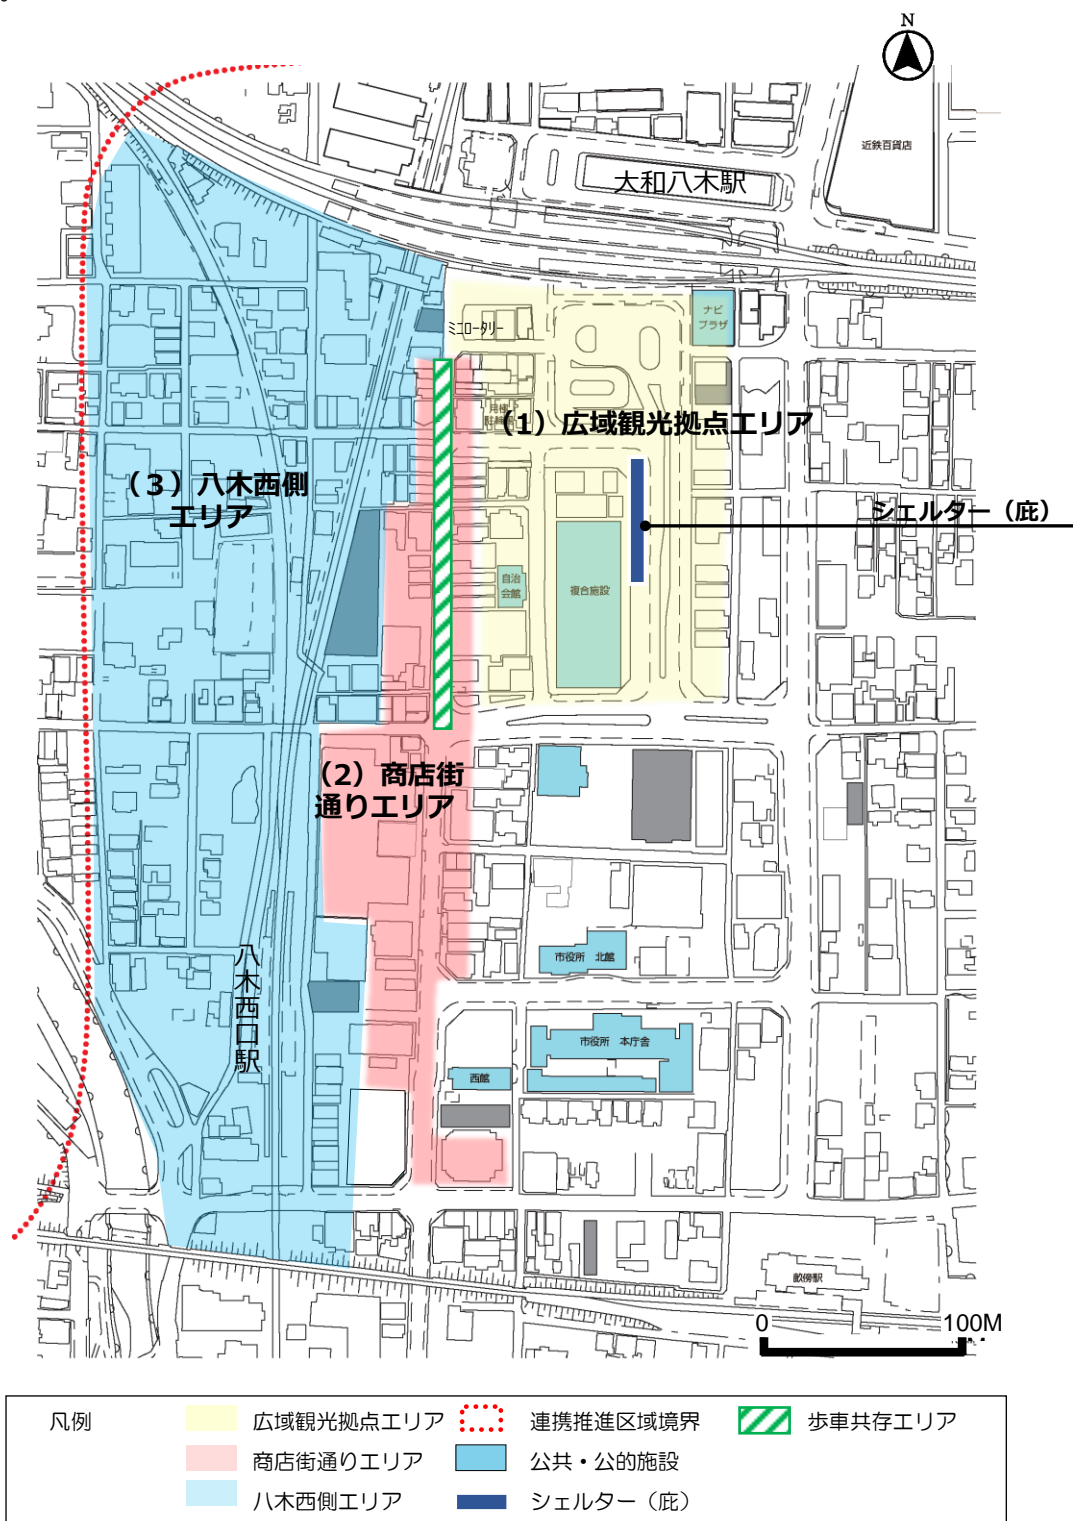 N
近鉄百貨店
大和八木駅
ナビ
プラザ
ミニロータリー
(1)広域観光拠点エリア
(3)八木西側
エリア
シェルター(庇)
自治
会館
複合施設
(2)商店街
通りエリア
市役所 北館
八木西口駅
市役所 本庁舎
西館
畝傍駅
0 100M
凡例
広域観光拠点エリア 連携推進区域境界 歩車共存エリア
商店街通りエリア 公共・公的施設
八木西側エリア シェルター(庇)